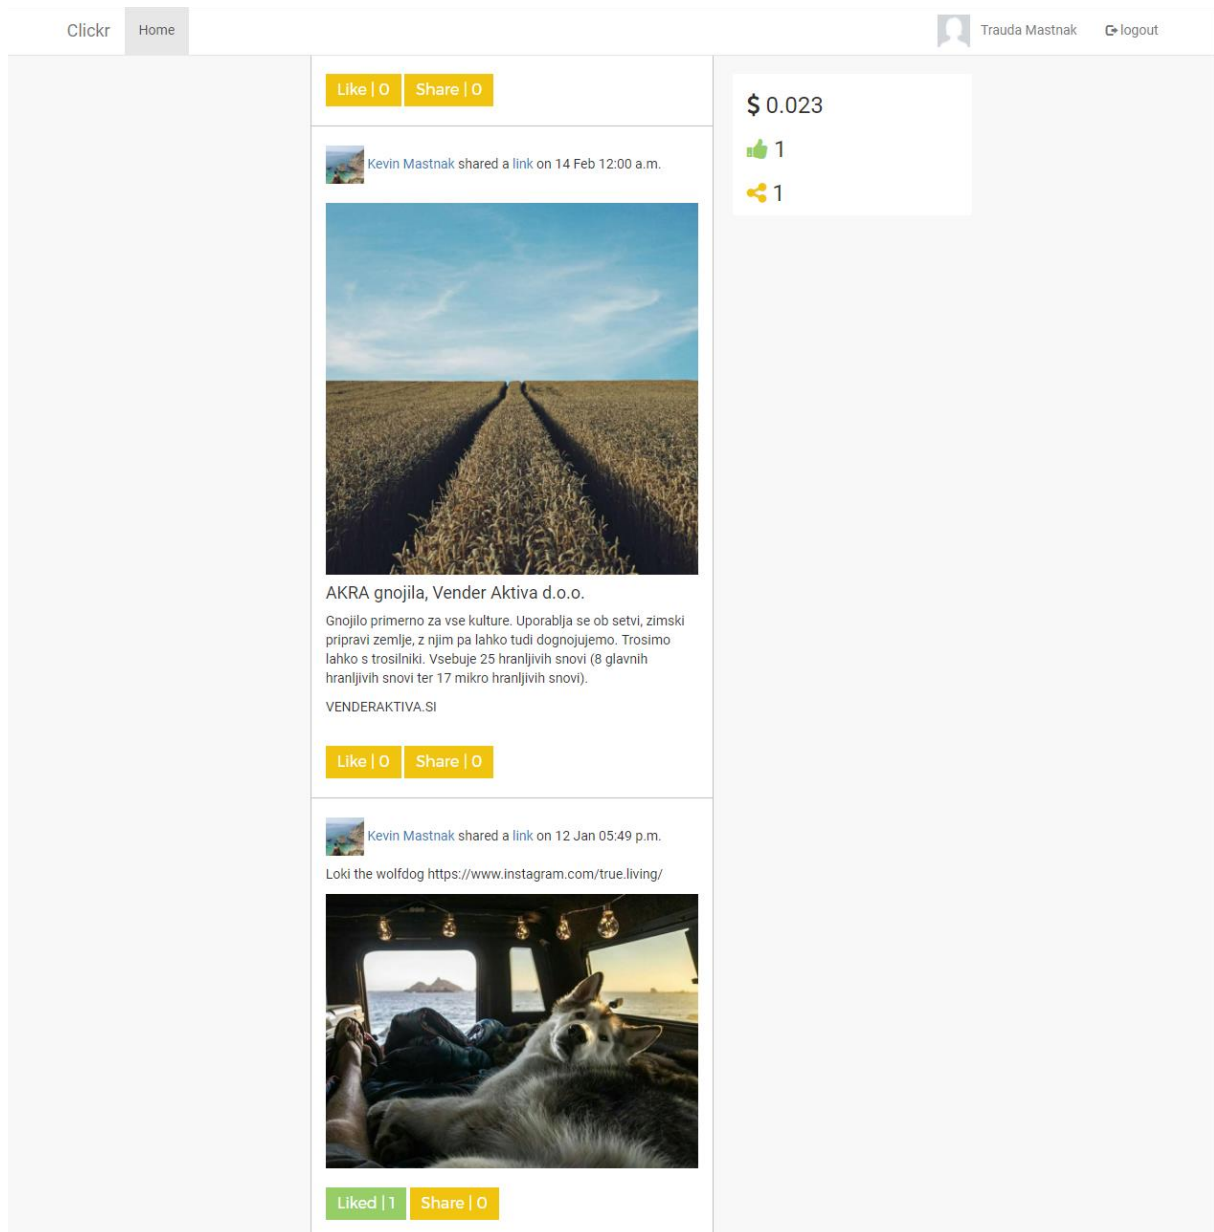 Clickr Home Trauda Mastnak logout
Like | 0 Share | 0
Kevin Mastnak shared a link on 14 Feb 12:00 a.m.
AKRA gnojila, Vender Aktiva d.o.o.
Gnojilo primerno za vse kulture. Uporablja se ob setvi, zimski
pripravi zemlje, z njim pa lahko tudi dognojujemo. Trosimo
lahko s trosilniki. Vsebuje 25 hranljivih snovi (8 glavnih
hranljivih snovi ter 17 mikro hranljivih snovi).
VENDERAKTIVA.SI
Like | 0 Share | 0
Kevin Mastnak shared a link on 12 Jan 05:49 p.m.
Loki the wolfdog https://www.instagram.com/true.living/
Liked | 1 Share | 0
$ 0.023
1
1